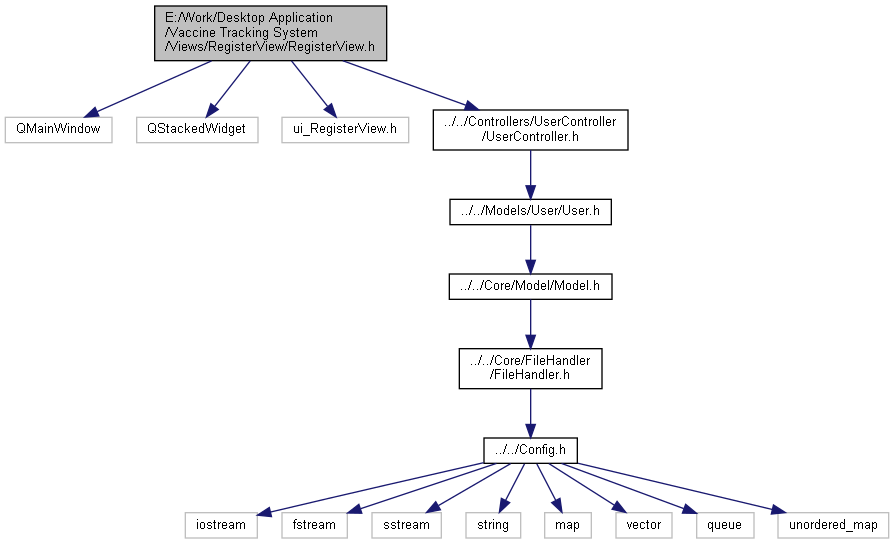 E:/Work/Desktop Application
/Vaccine Tracking System
/Views/RegisterView/RegisterView.h
QMainWindow
QStackedWidget
ui_RegisterView.h
../../Controllers/UserController
/UserController.h
../../Models/User/User.h
../../Core/Model/Model.h
../../Core/FileHandler
/FileHandler.h
../../Config.h
iostream
fstream
sstream
string
map
vector
queue
unordered_map